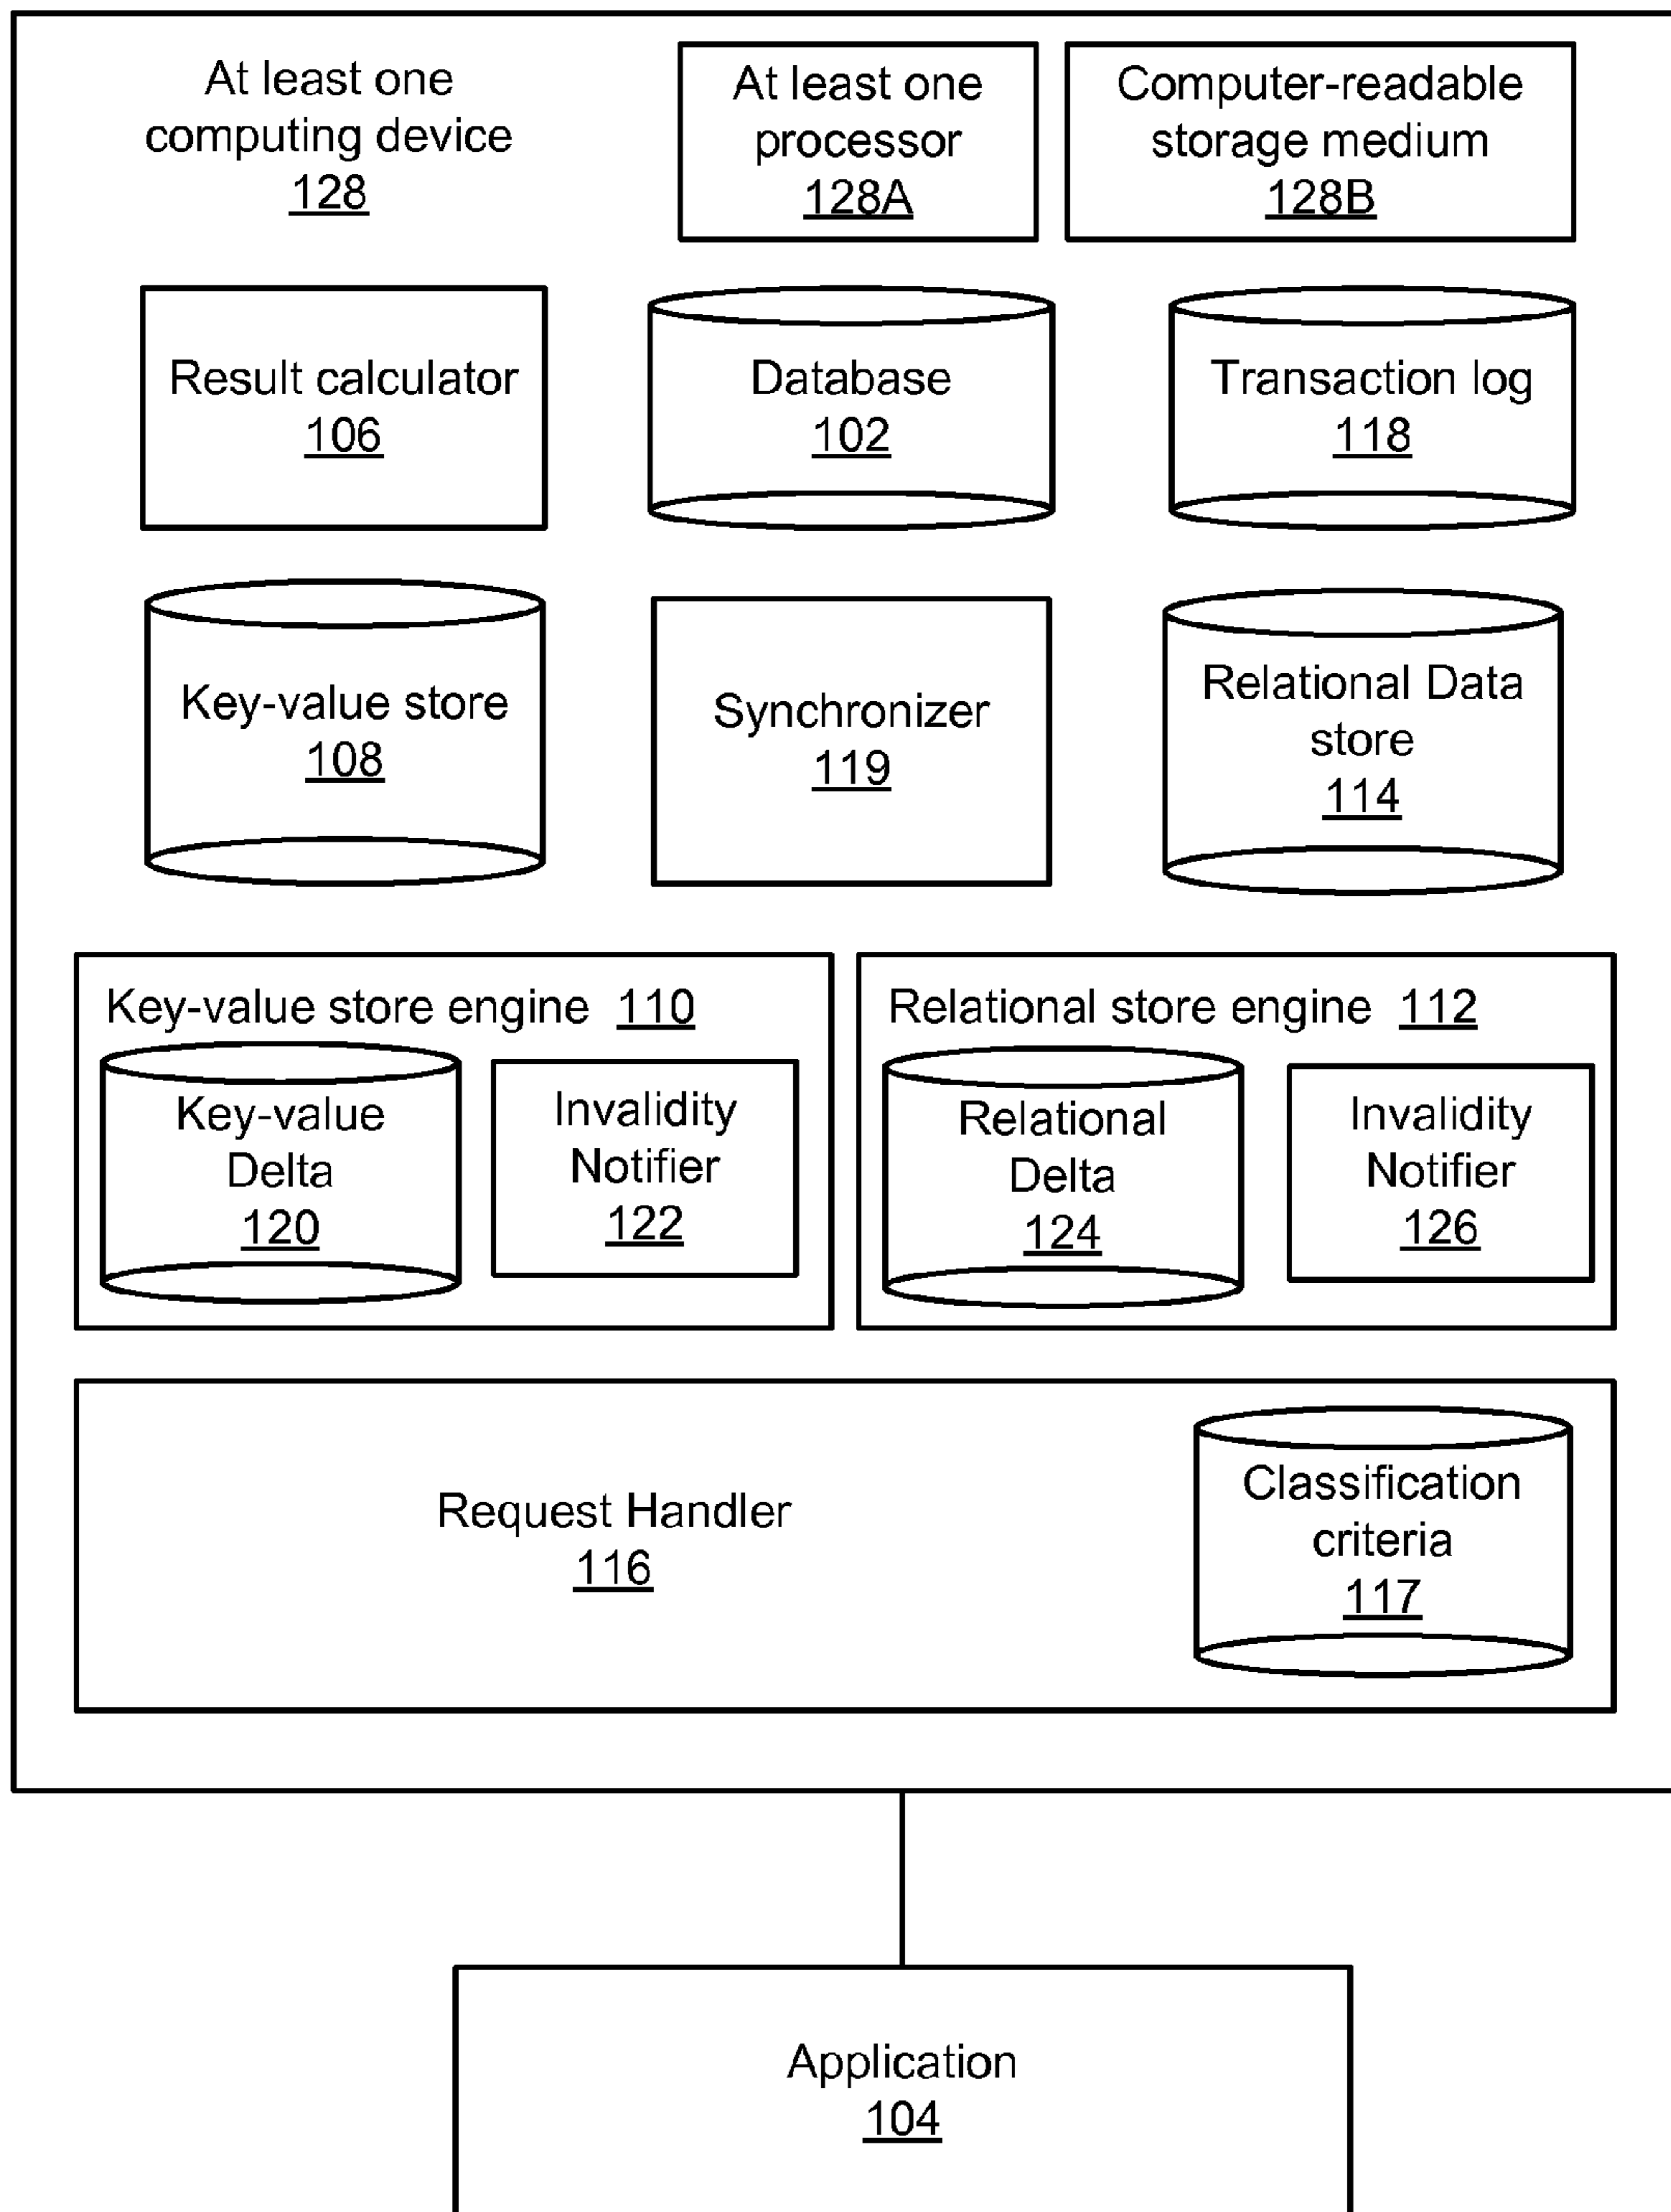 At least one
computing device
128
At least one
processor
128A
Computer-readable
storage medium
128B
Result calculator
106
Database
102
Transaction log
118
Key-value store
108
Synchronizer
119
Relational Data
store
114
Key-value store engine 110
Key-value
Delta
120
Invalidity
Notifier
122
Relational store engine 112
Relational
Delta
124
Invalidity
Notifier
126
Request Handler
116
Classification
criteria
117
Application
104